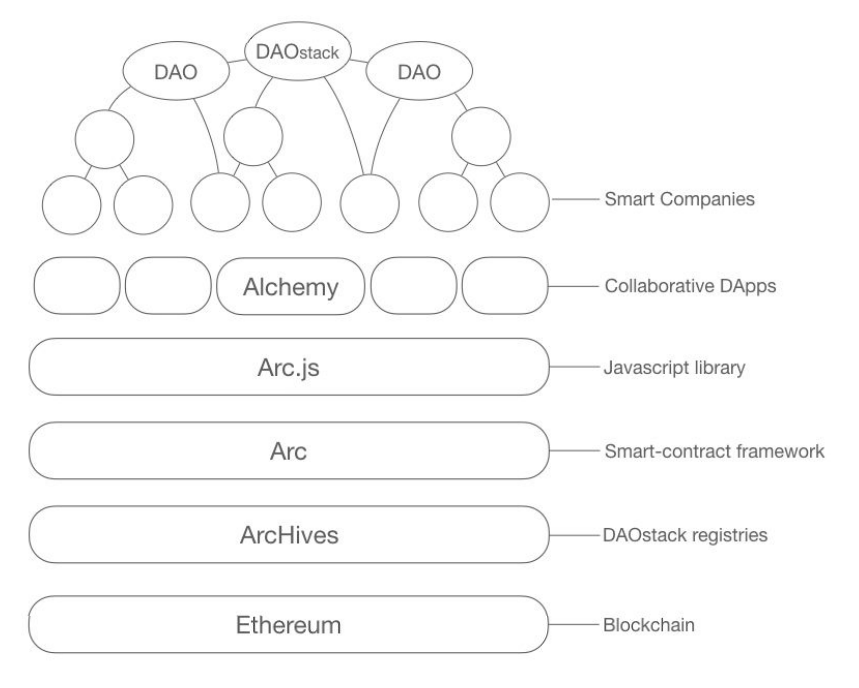 DAOstack
DAO
DAO
Smart Companies
Alchemy
Collaborative DApps
Arc.js
Javascript library
Arc
Smart-contract framework
ArcHives
DAOstack registries
Ethereum
Blockchain